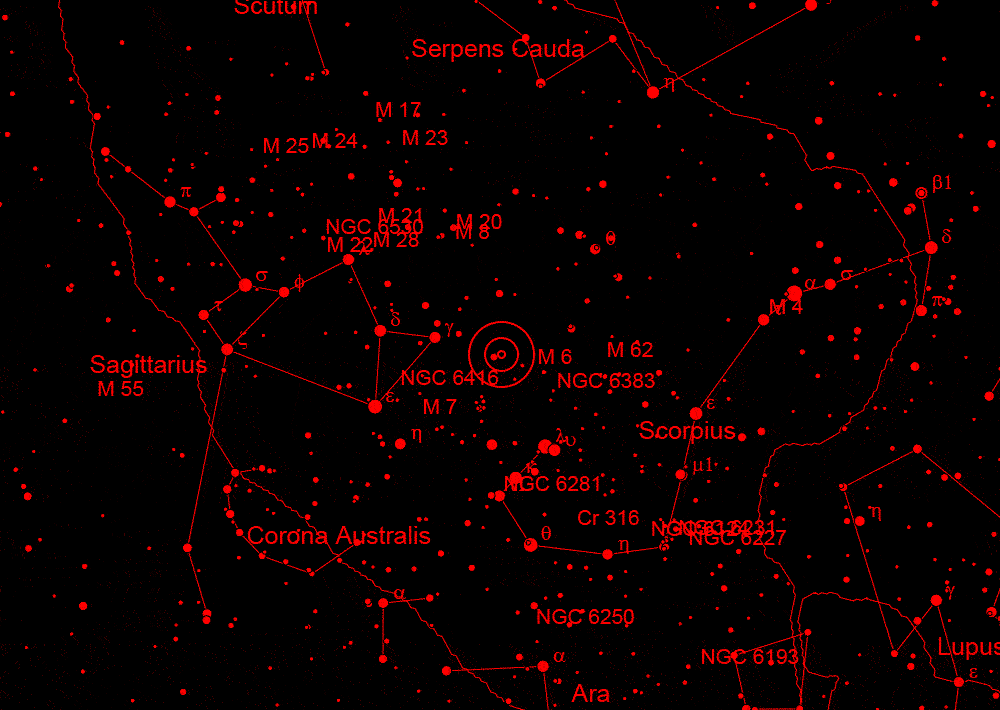 Scutum
Serpens Cauda
η
M 17
M 25
M 24
M 23
π
β1
M 21
NGC 6530
M 20
M 8
M 22
M 28
λ
θ
δ
σ
φ
α
σ
π
τ
M 4
δ
γ
ζ
Sagittarius
M 6
M 62
M 55
NGC 6416
NGC 6383
ε
M 7
ε
η
Scorpius
λ
υ
μ1
κ
NGC 6281
η
Cr 316
NGC 6231
NGC 6227
Corona Australis
θ
η
α
γ
NGC 6250
α
NGC 6193
Lupus
ε
Ara